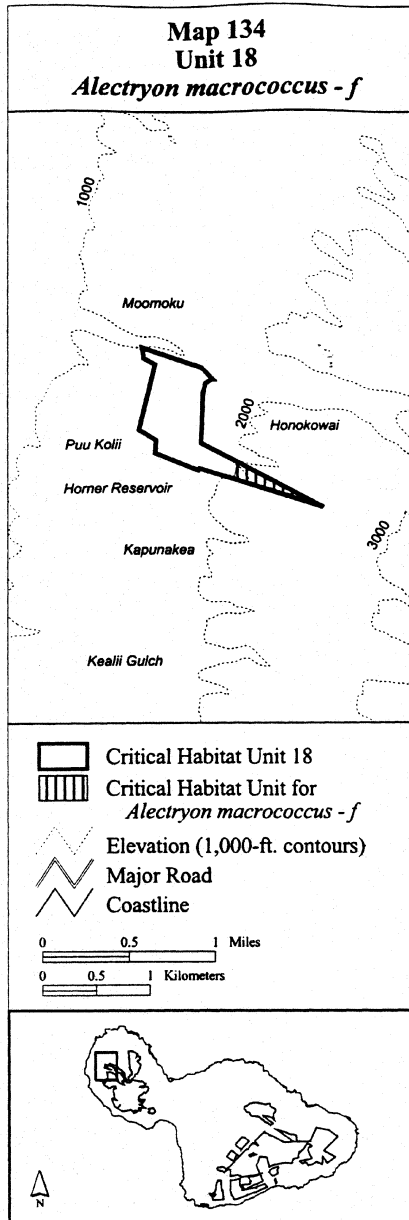 Map 134
Unit 18
Alectryon macrococcus - f
1000
Moomoku
2000
Honokowai
Puu Kolii
Horner Reservoir
3000
Kapunakea
Kealii Gulch
Critical Habitat Unit 18
Critical Habitat Unit for
Alectryon macrococcus - f
Elevation (1,000-ft. contours)
Major Road
Coastline
0 0.5 1 Miles
0 0.5 1 Kilometers
N